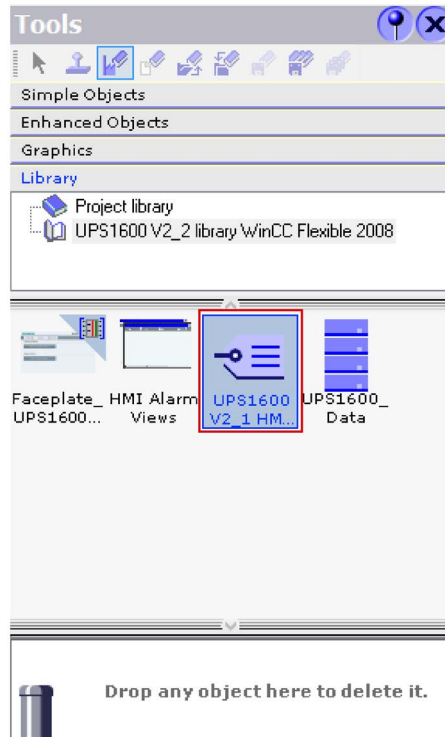 Tools
Simple Objects
Enhanced Objects
Graphics
Library
Project library
UPS1600 V2_2 library WinCC Flexible 2008
Faceplate_
UPS1600...
HMI Alarm
Views
UPS1600
V2_1 HM...
UPS1600_
Data
Drop any object here to delete it.